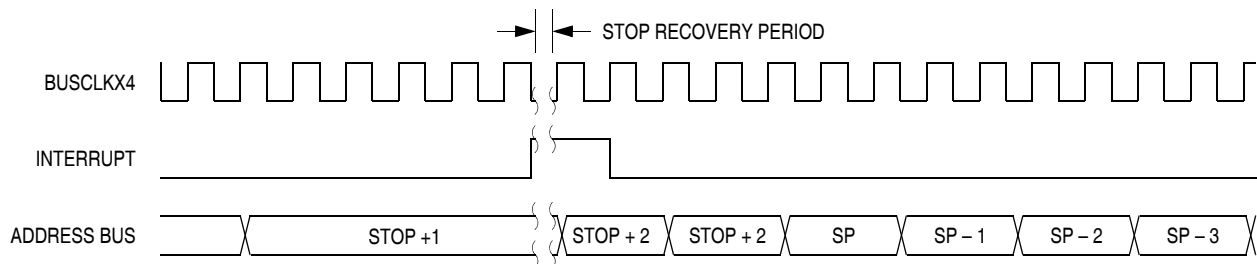 STOP RECOVERY PERIOD
BUSCLKX4
INTERRUPT
ADDRESS BUS
STOP +1
STOP + 2
STOP + 2
SP
SP – 1
SP – 2
SP – 3